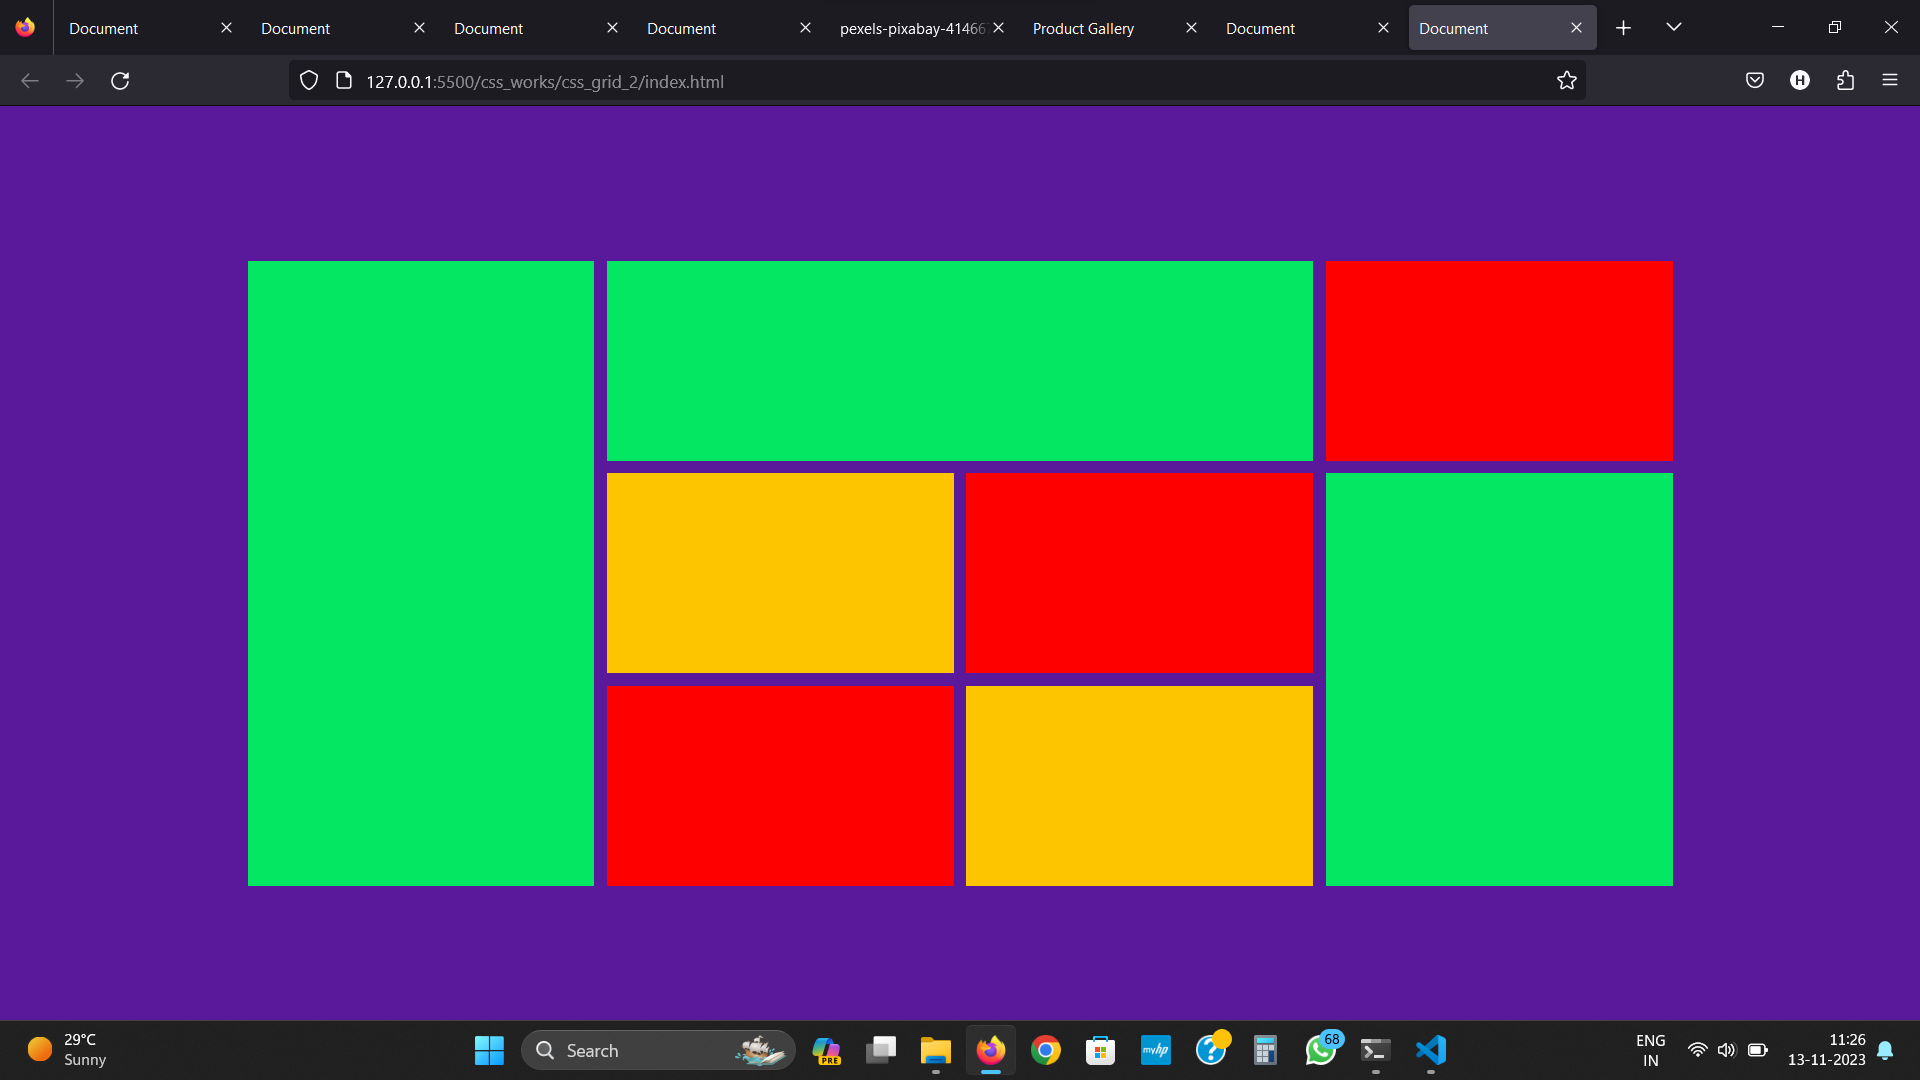 Document
Document
Document
Document
pexels-pixabay-41466
Product Gallery
Document
Document
127.0.0.1:5500/css_works/css_grid_2/index.html
H
29°C
Sunny
Search
PRE
myhp
?
68
ENG
IN
11:26
13-11-2023